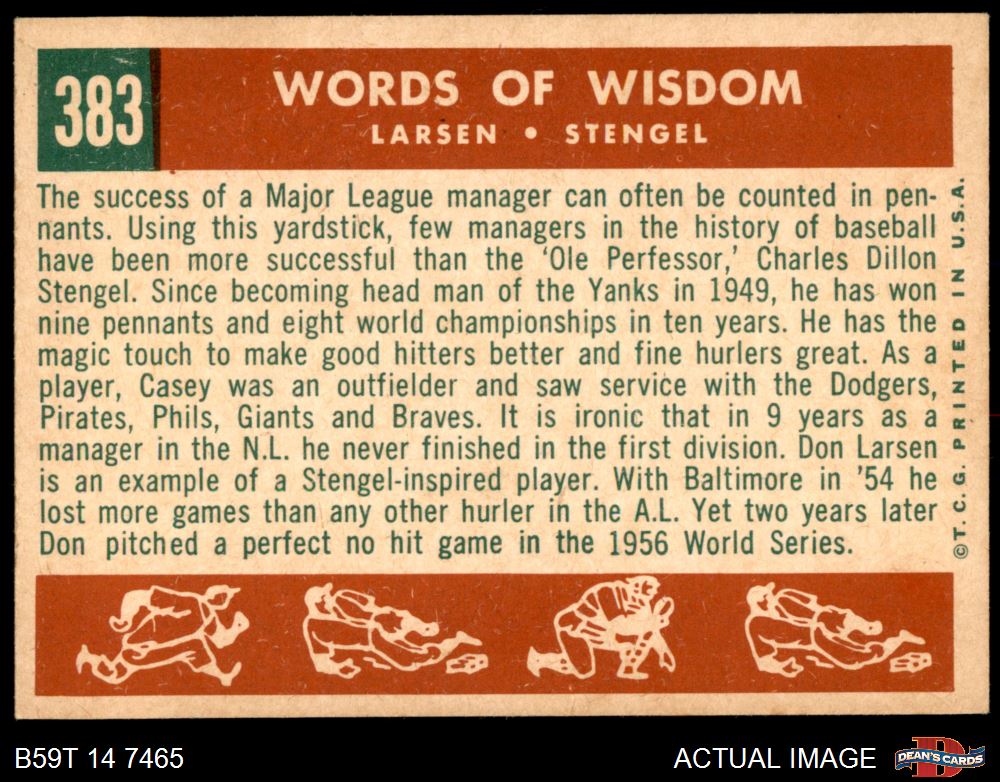 383
WORDS OF WISDOM
LARSEN • STENGEL
The success of a Major League manager can often be counted in pen-
nants. Using this yardstick, few managers in the history of baseball
have been more successful than the 'Ole Perfessor,' Charles Dillon
Stengel. Since becoming head man of the Yanks in 1949, he has won
nine pennants and eight world championships in ten years. He has the
magic touch to make good hitters better and fine hurlers great. As a
player, Casey was an outfielder and saw service with the Dodgers,
Pirates, Phils, Giants and Braves. It is ironic that in 9 years as a
manager in the N.L. he never finished in the first division. Don Larsen
is an example of a Stengel-inspired player. With Baltimore in '54 he
lost more games than any other hurler in the A.L. Yet two years later
Don pitched a perfect no hit game in the 1956 World Series.
©T.C.G. PRINTED IN U.S.A.
B59T 14 7465
ACTUAL IMAGE
D
DEAN'S CARDS